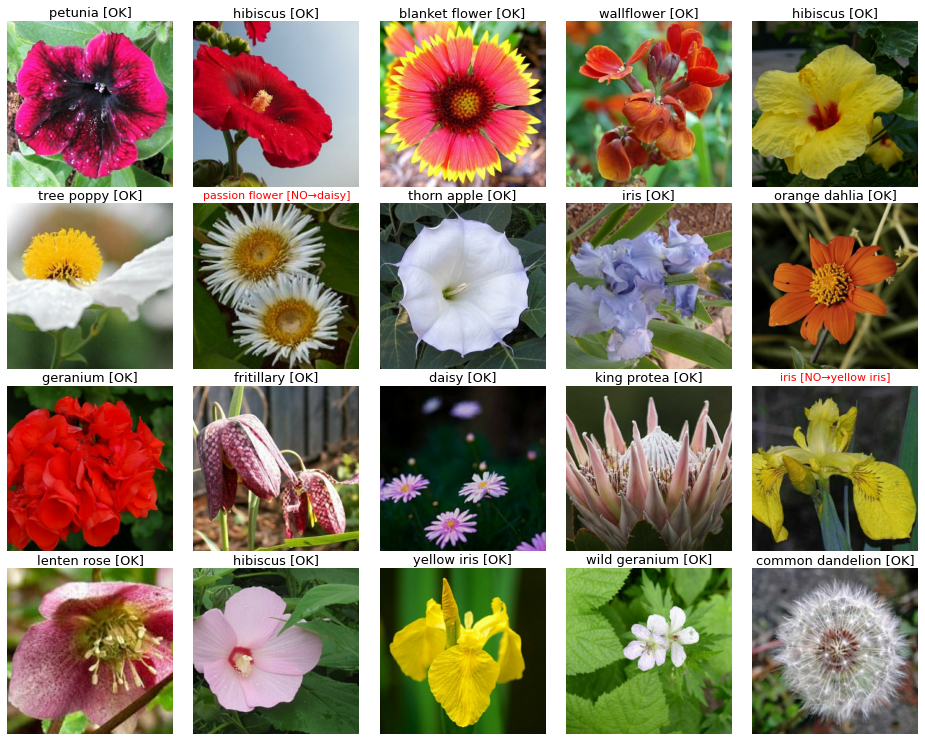 petunia [OK]
hibiscus [OK]
blanket flower [OK]
wallflower [OK]
hibiscus [OK]
tree poppy [OK]
passion flower [NO→daisy]
thorn apple [OK]
iris [OK]
orange dahlia [OK]
geranium [OK]
fritillary [OK]
daisy [OK]
king protea [OK]
iris [NO→yellow iris]
lenten rose [OK]
hibiscus [OK]
yellow iris [OK]
wild geranium [OK]
common dandelion [OK]